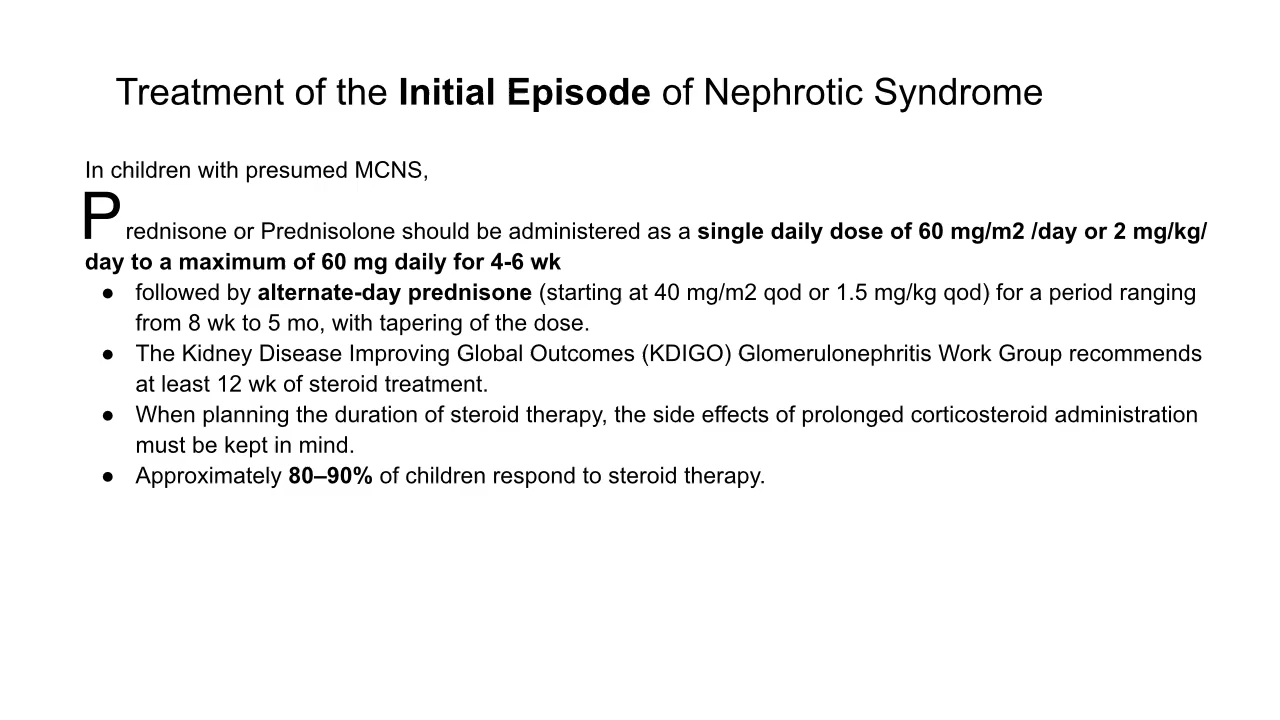 Treatment of the Initial Episode of Nephrotic Syndrome
In children with presumed MCNS,
Prednisone or Prednisolone should be administered as a single daily dose of 60 mg/m2 /day or 2 mg/kg/
day to a maximum of 60 mg daily for 4-6 wk
● followed by alternate-day prednisone (starting at 40 mg/m2 qod or 1.5 mg/kg qod) for a period ranging
from 8 wk to 5 mo, with tapering of the dose.
● The Kidney Disease Improving Global Outcomes (KDIGO) Glomerulonephritis Work Group recommends
at least 12 wk of steroid treatment.
● When planning the duration of steroid therapy, the side effects of prolonged corticosteroid administration
must be kept in mind.
● Approximately 80–90% of children respond to steroid therapy.